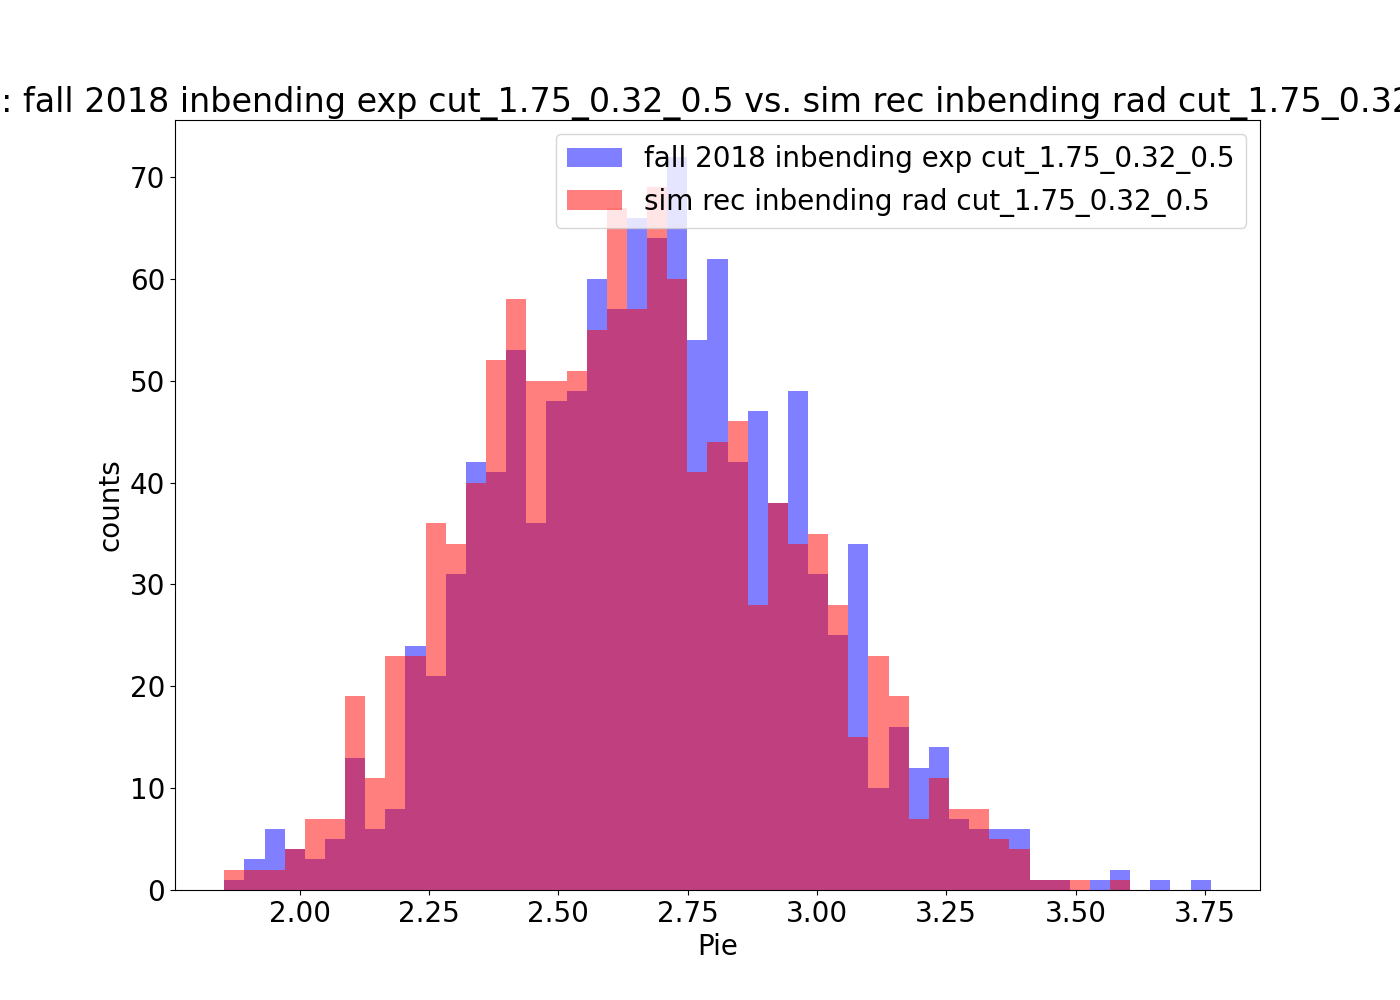 : fall 2018 inbending exp cut_1.75_0.32_0.5 vs. sim rec inbending rad cut_1.75_0.32
fall 2018 inbending exp cut_1.75_0.32_0.5
sim rec inbending rad cut_1.75_0.32_0.5
70
60
50
40
30
20
10
0
counts
2.00 2.25 2.50 2.75 3.00 3.25 3.50 3.75
Pie